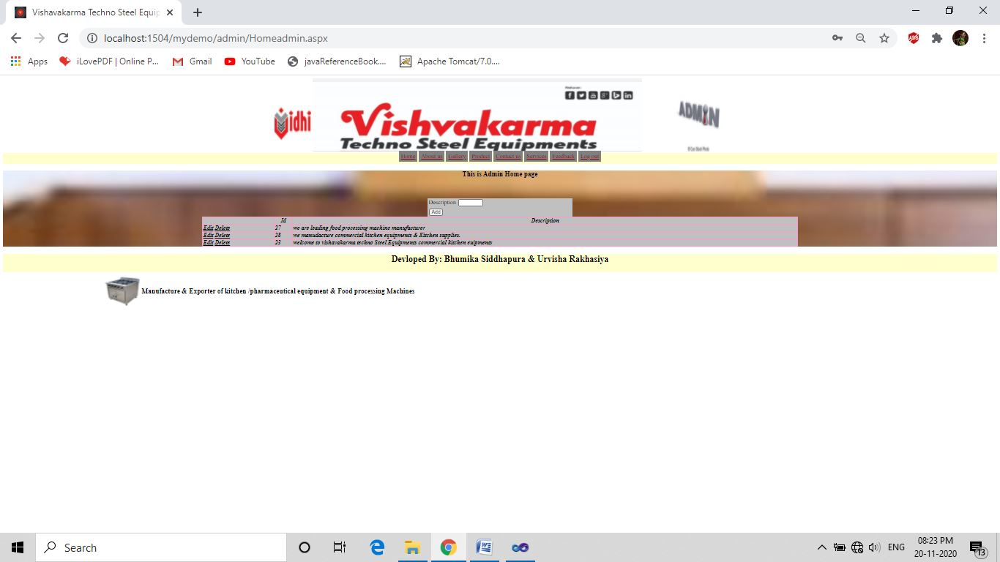 Vishavakarma Techno Steel Equip
localhost:1504/mydemo/admin/Homeadmin.aspx
Apps iLovePDF | Online P... Gmail YouTube javaReferenceBook.... Apache Tomcat/7.0....
ABB
idhi
Vishvakarma
Techno Steel Equipments
ADMIN
Home About us Gallery Product Contact us Services Feedback Log out
This is Admin Home page
Description
Add
Id Description
Edit Delete 27 we are leading food processing machine manufacturer
Edit Delete 28 we manudacture commercial kitchen equipments & Kitchen supplies.
Edit Delete 23 welcome to vishavakarma techno Steel Equipments commercial kitchen euipments
Devloped By: Bhumika Siddhapura & Urvisha Rakhasiya
Manufacture & Exporter of kitchen /pharmaceutical equipment & Food processing Machines
Search
ENG
08:23 PM
20-11-2020
13